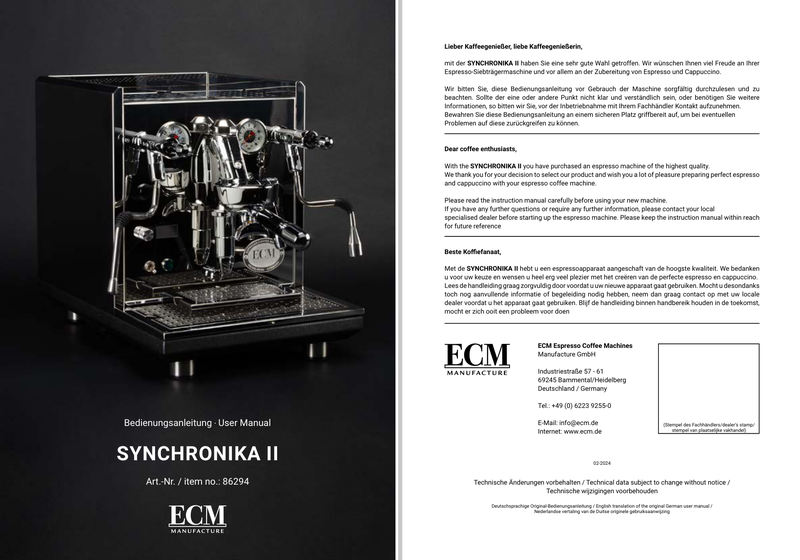 ECM
Bedienungsanleitung · User Manual
SYNCHRONIKA II
Art.-Nr. / item no.: 86294
ECM
MANUFACTURE
Lieber Kaffeegenießer, liebe Kaffeegenießerin,
mit der SYNCHRONIKA II haben Sie eine sehr gute Wahl getroffen. Wir wünschen Ihnen viel Freude an Ihrer
Espresso-Siebträgermaschine und vor allem an der Zubereitung von Espresso und Cappuccino.
Wir bitten Sie, diese Bedienungsanleitung vor Gebrauch der Maschine sorgfältig durchzulesen und zu
beachten. Sollte der eine oder andere Punkt nicht klar und verständlich sein, oder benötigen Sie weitere
Informationen, so bitten wir Sie, vor der Inbetriebnahme mit Ihrem Fachhändler Kontakt aufzunehmen.
Bewahren Sie diese Bedienungsanleitung an einem sicheren Platz griffbereit auf, um bei eventuellen
Problemen auf diese zurückgreifen zu können.
Dear coffee enthusiasts,
With the SYNCHRONIKA II you have purchased an espresso machine of the highest quality.
We thank you for your decision to select our product and wish you a lot of pleasure preparing perfect espresso
and cappuccino with your espresso coffee machine.
Please read the instruction manual carefully before using your new machine.
If you have any further questions or require any further information, please contact your local
specialised dealer before starting up the espresso machine. Please keep the instruction manual within reach
for future reference
Beste Koffiefanaat,
Met de SYNCHRONIKA II hebt u een espressoapparaat aangeschaft van de hoogste kwaliteit. We bedanken
u voor uw keuze en wensen u heel erg veel plezier met het creëren van de perfecte espresso en cappuccino.
Lees de handleiding graag zorgvuldig door voordat u uw nieuwe apparaat gaat gebruiken. Mocht u desondanks
toch nog aanvullende informatie of begeleiding nodig hebben, neem dan graag contact op met uw locale
dealer voordat u het apparaat gaat gebruiken. Blijf de handleiding binnen handbereik houden in de toekomst,
mocht er zich ooit een probleem voor doen
ECM
MANUFACTURE
ECM Espresso Coffee Machines
Manufacture GmbH
Industriestraße 57 - 61
69245 Bammental/Heidelberg
Deutschland / Germany
Tel.: +49 (0) 6223 9255-0
E-Mail: info@ecm.de
Internet: www.ecm.de
(Stempel des Fachhändlers/dealer's stamp/
stempel van plaatselijke vakhandel)
02-2024
Technische Änderungen vorbehalten / Technical data subject to change without notice /
Technische wijzigingen voorbehouden
Deutschsprachige Original-Bedienungsanleitung / English translation of the original German user manual /
Nederlandse vertaling van de Duitse originele gebruiksaanwijzing